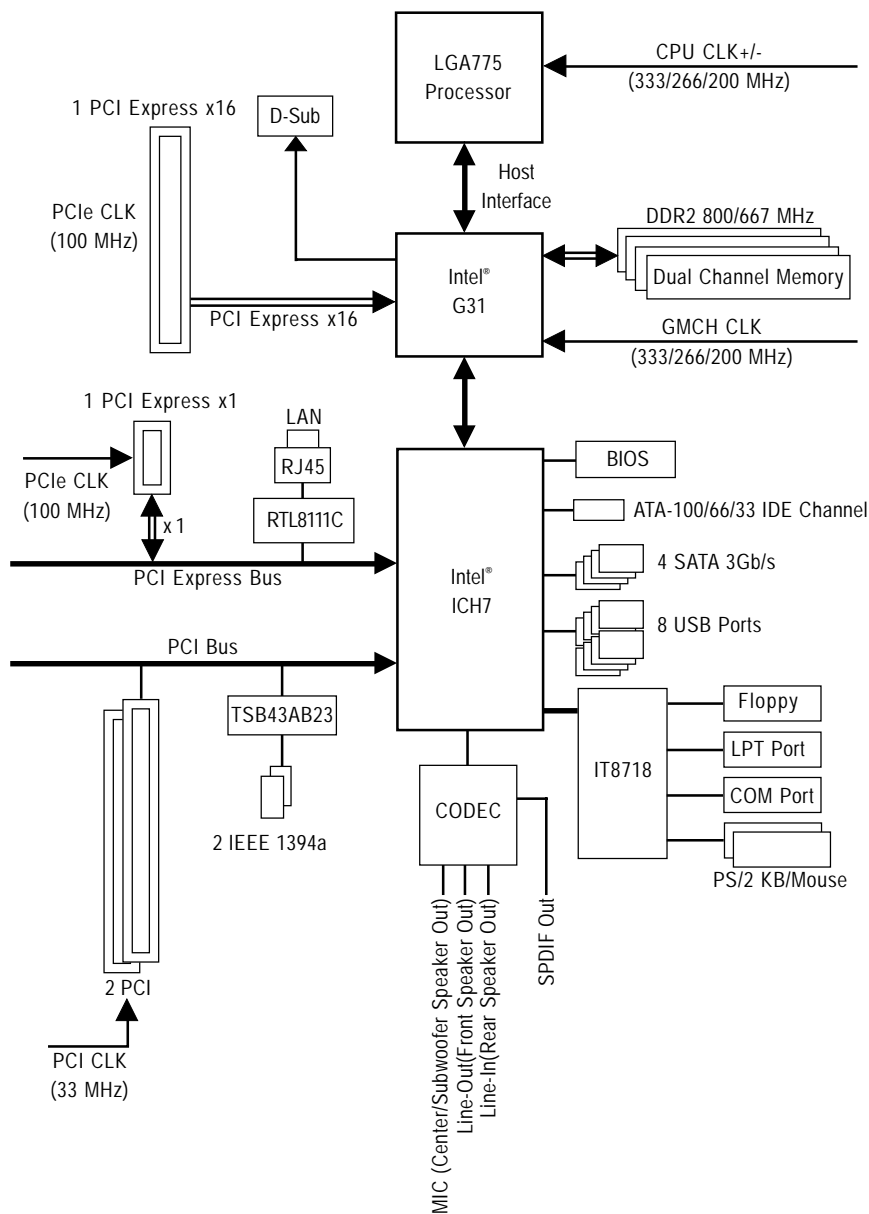 LGA775
Processor
CPU CLK+/-
(333/266/200 MHz)
1 PCI Express x16
D-Sub
Host
Interface
PCIe CLK
(100 MHz)
DDR2 800/667 MHz
Dual Channel Memory
Intel®
G31
PCI Express x16
GMCH CLK
(333/266/200 MHz)
1 PCI Express x1
LAN
RJ45
PCIe CLK
(100 MHz)
RTL8111C
x 1
PCI Express Bus
BIOS
ATA-100/66/33 IDE Channel
Intel®
ICH7
4 SATA 3Gb/s
8 USB Ports
PCI Bus
TSB43AB23
2 IEEE 1394a
IT8718
Floppy
LPT Port
COM Port
PS/2 KB/Mouse
CODEC
2 PCI
PCI CLK
(33 MHz)
MIC (Center/Subwoofer Speaker Out)
Line-Out(Front Speaker Out)
Line-In(Rear Speaker Out)
SPDIF Out